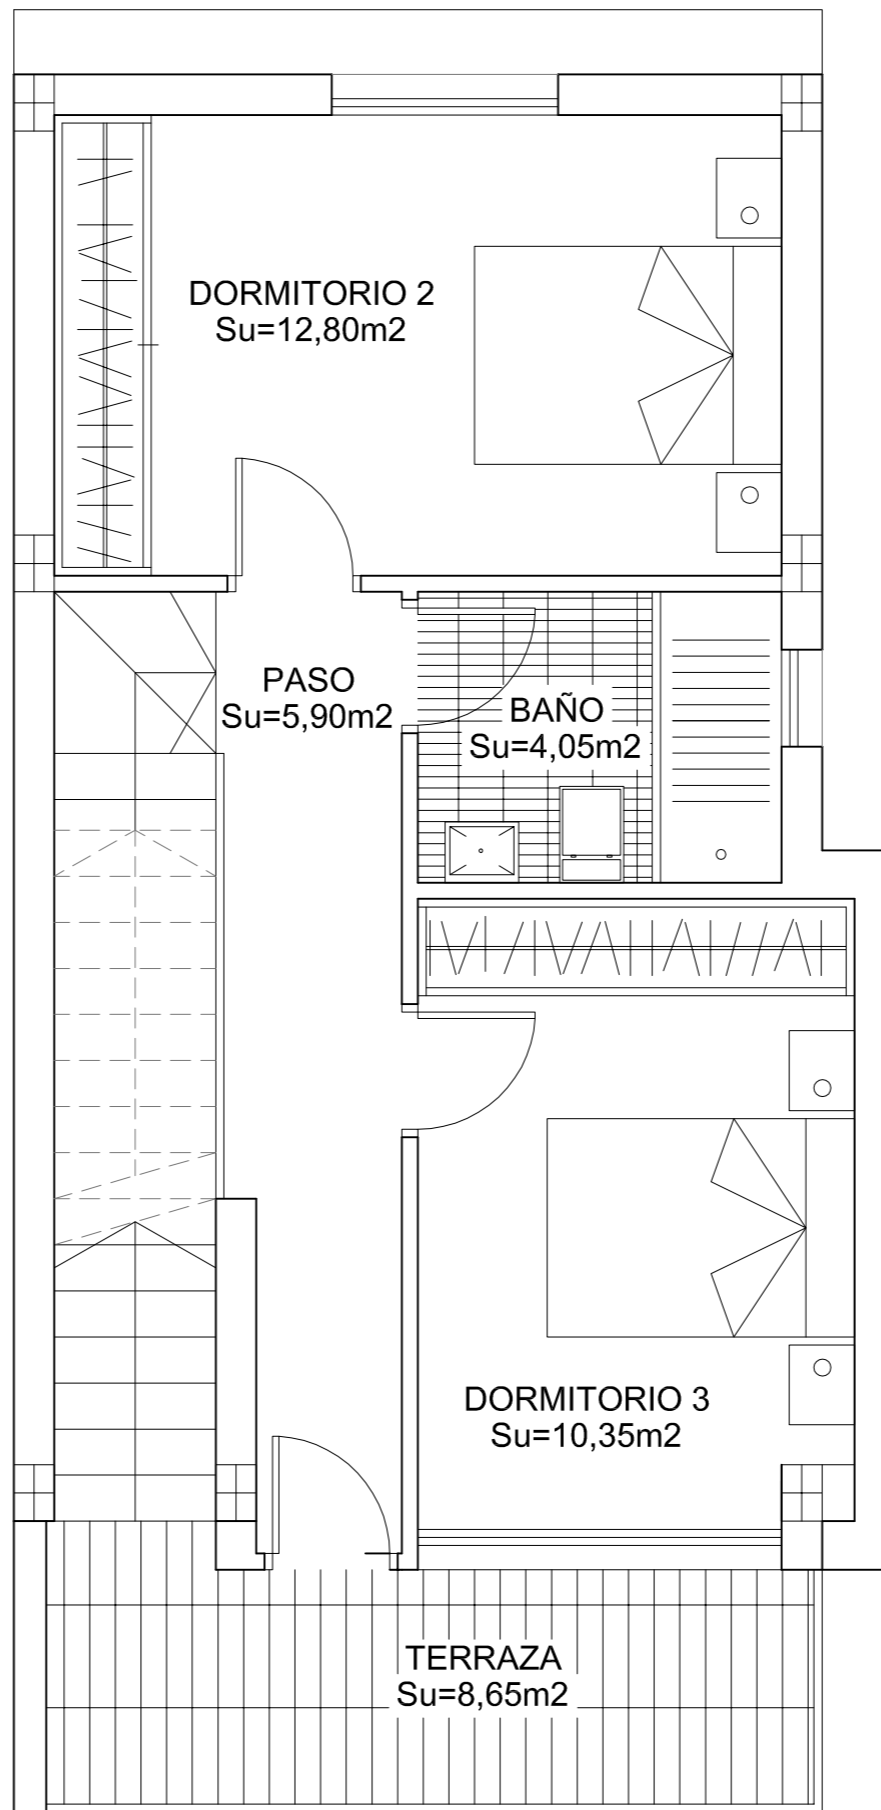 DORMITORIO 2
Su=12,80m2
PASO
Su=5,90m2
BAÑO
Su=4,05m2
DORMITORIO 3
Su=10,35m2
TERRAZA
Su=8,65m2